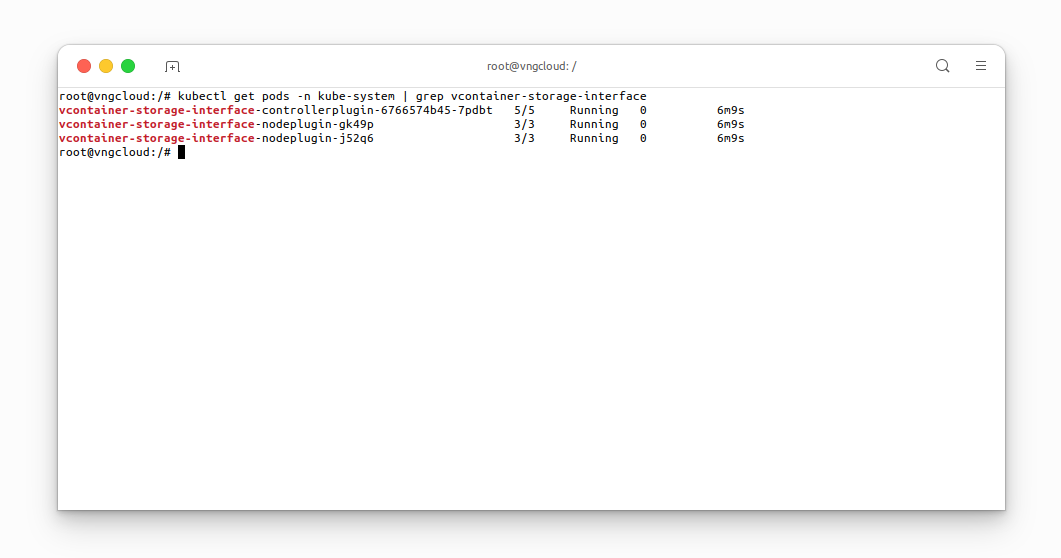 root@vngcloud: /
root@vngcloud:/# kubectl get pods -n kube-system | grep vcontainer-storage-interface
vcontainer-storage-interface-controllerplugin-6766574b45-7pdbt   5/5     Running   0          6m9s
vcontainer-storage-interface-nodeplugin-gk49p                    3/3     Running   0          6m9s
vcontainer-storage-interface-nodeplugin-j52q6                    3/3     Running   0          6m9s
root@vngcloud:/#